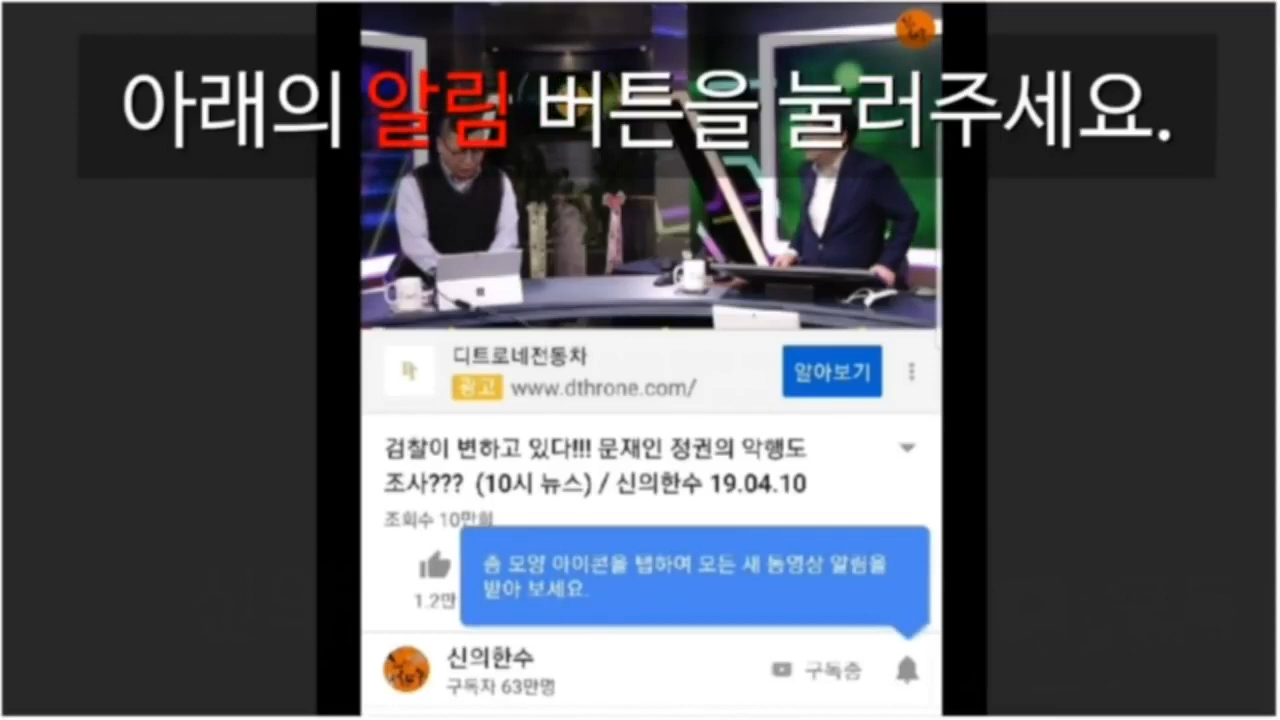 아래의 알림 버튼을 눌러주세요.
디트로네전동차
광고 www.dthrone.com/
알아보기
검찰이 변하고 있다!!! 문재인 정권의 악행도
조사??? (10시 뉴스) / 신의한수 19.04.10
조회수 10만회
종 모양 아이콘을 탭하여 모든 새 동영상 알림을
받아 보세요.
1.2만
신의한수
구독중
구독자 63만명